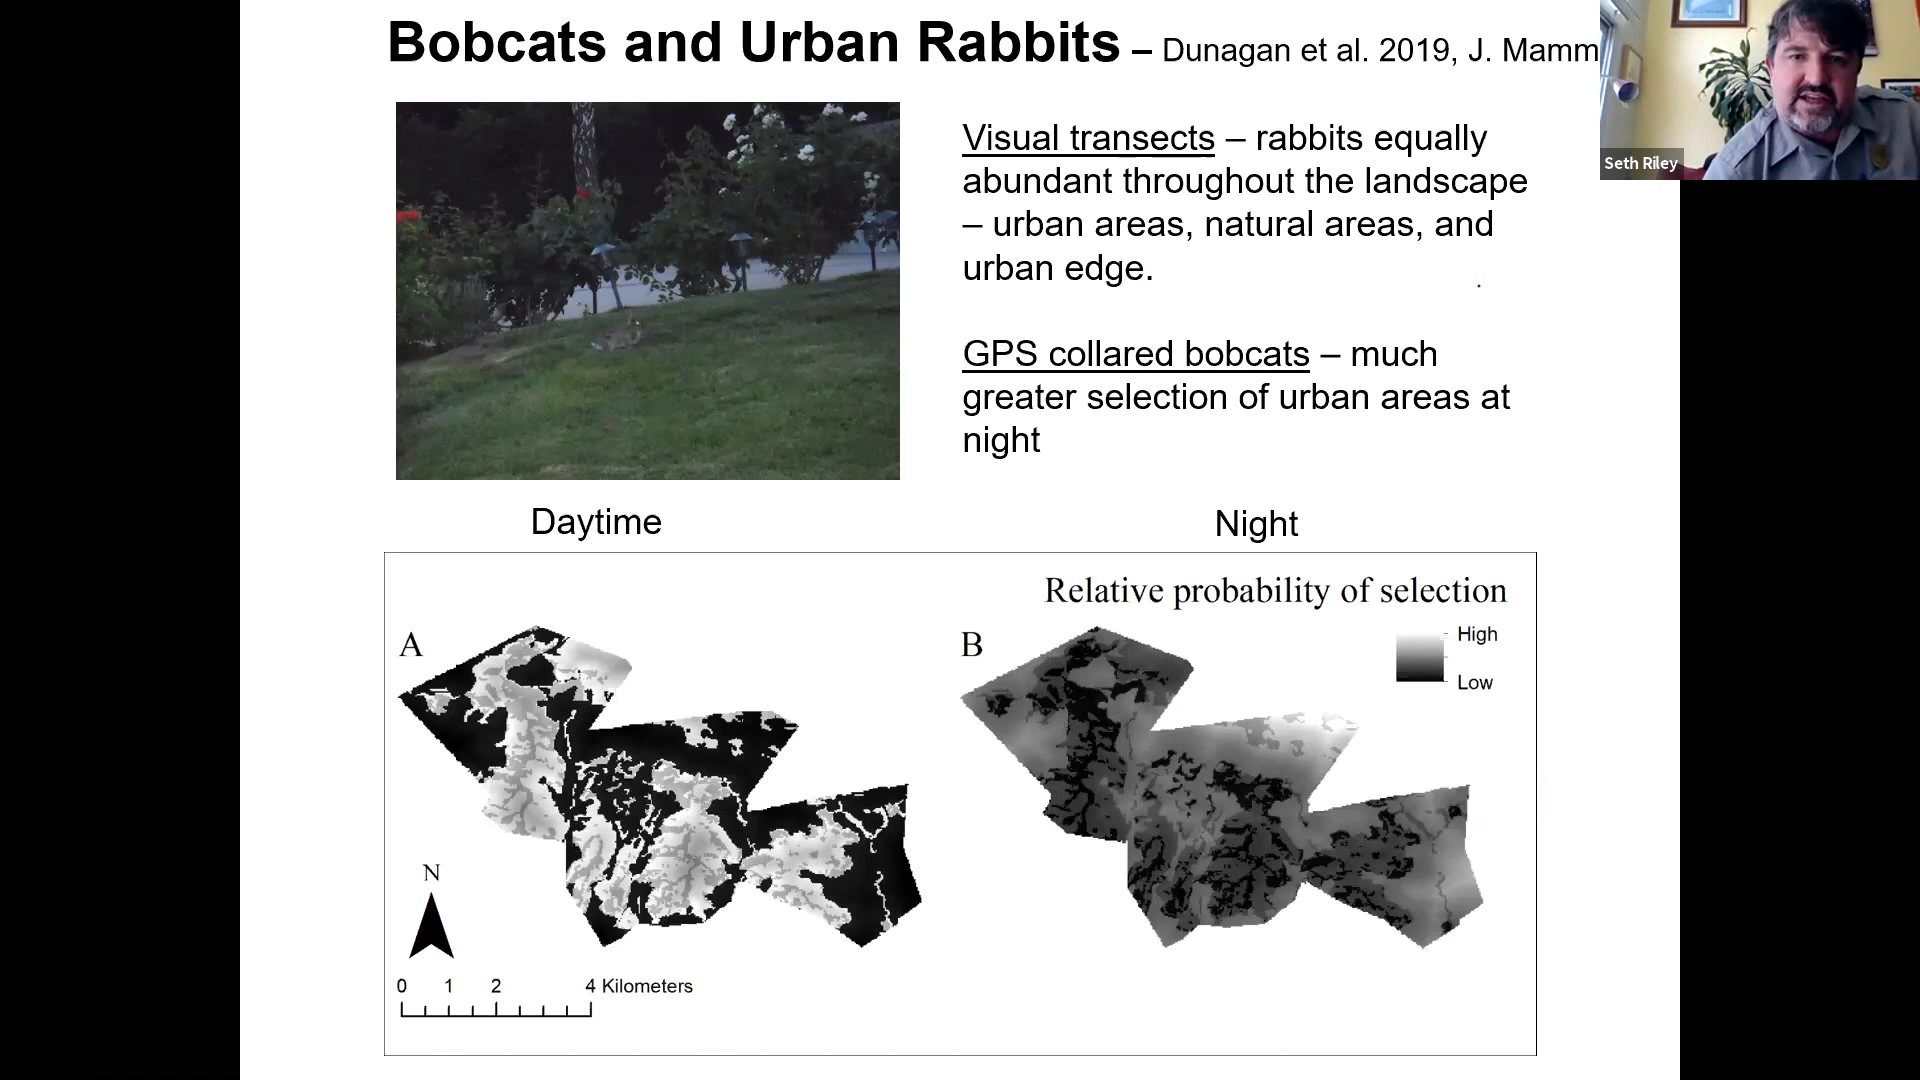 Bobcats and Urban Rabbits – Dunagan et al. 2019, J. Mamm
Seth Riley
Visual transects – rabbits equally
abundant throughout the landscape
– urban areas, natural areas, and
urban edge.
GPS collared bobcats – much
greater selection of urban areas at
night
Daytime
Night
Relative probability of selection
A
B
High
Low
N
0 1 2 4 Kilometers